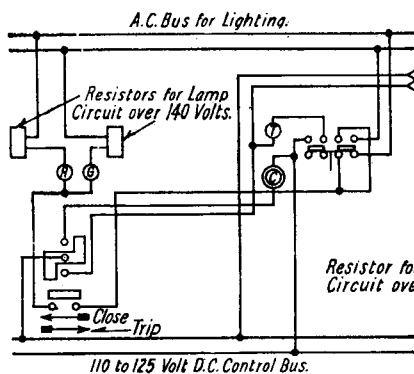 A.C. Bus for Lighting.
Resistors for Lamp
Circuit over 140 Volts.
R
G
T
C
Resistor fo
Circuit ove
Close
Trip
110 to 125 Volt D.C. Control Bus.